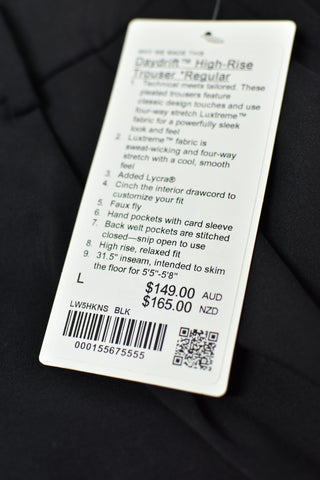 WHY WE MADE THIS
Daydrift™ High-Rise
Trouser *Regular
1. Technical meets tailored. These
pleated trousers feature
classic design touches and use
four-way stretch Luxtreme™
fabric for a powerfully sleek
look and feel
2. Luxtreme™ fabric is
sweat-wicking and four-way
stretch with a cool, smooth
feel
3. Added Lycra®
4. Cinch the interior drawcord to
customize your fit
5. Faux fly
6. Hand pockets with card sleeve
7. Back welt pockets are stitched
closed—snip open to use
8. High rise, relaxed fit
9. 31.5" inseam, intended to skim
the floor for 5'5"-5'8"
L
$149.00 AUD
$165.00 NZD
LW5HKNS BLK
000155675555